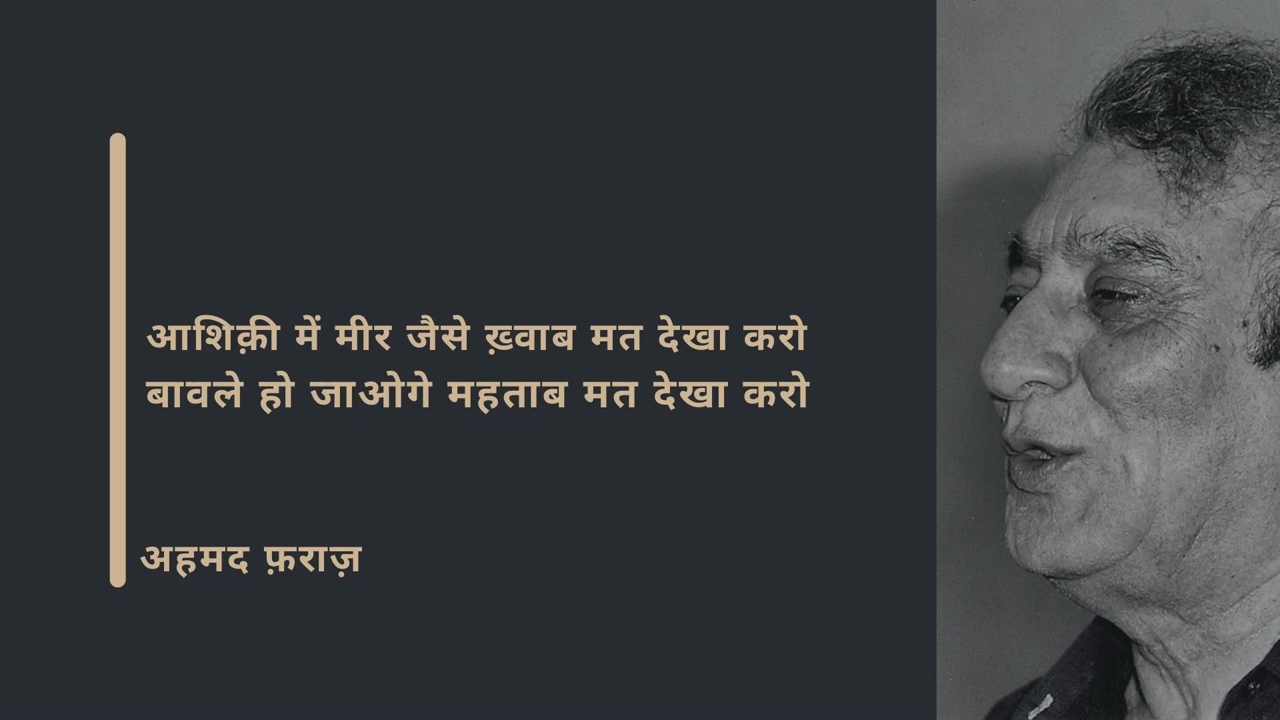 आशिक़ी में मीर जैसे ख़्वाब मत देखा करो
बावले हो जाओगे महताब मत देखा करो
अहमद फ़राज़